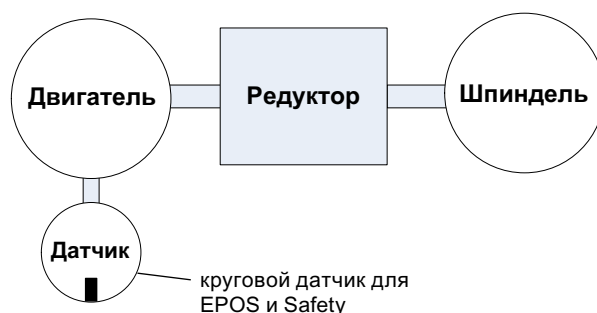 Двигатель
Редуктор
Шпиндель
Датчик
круговой датчик для
EPOS и Safety